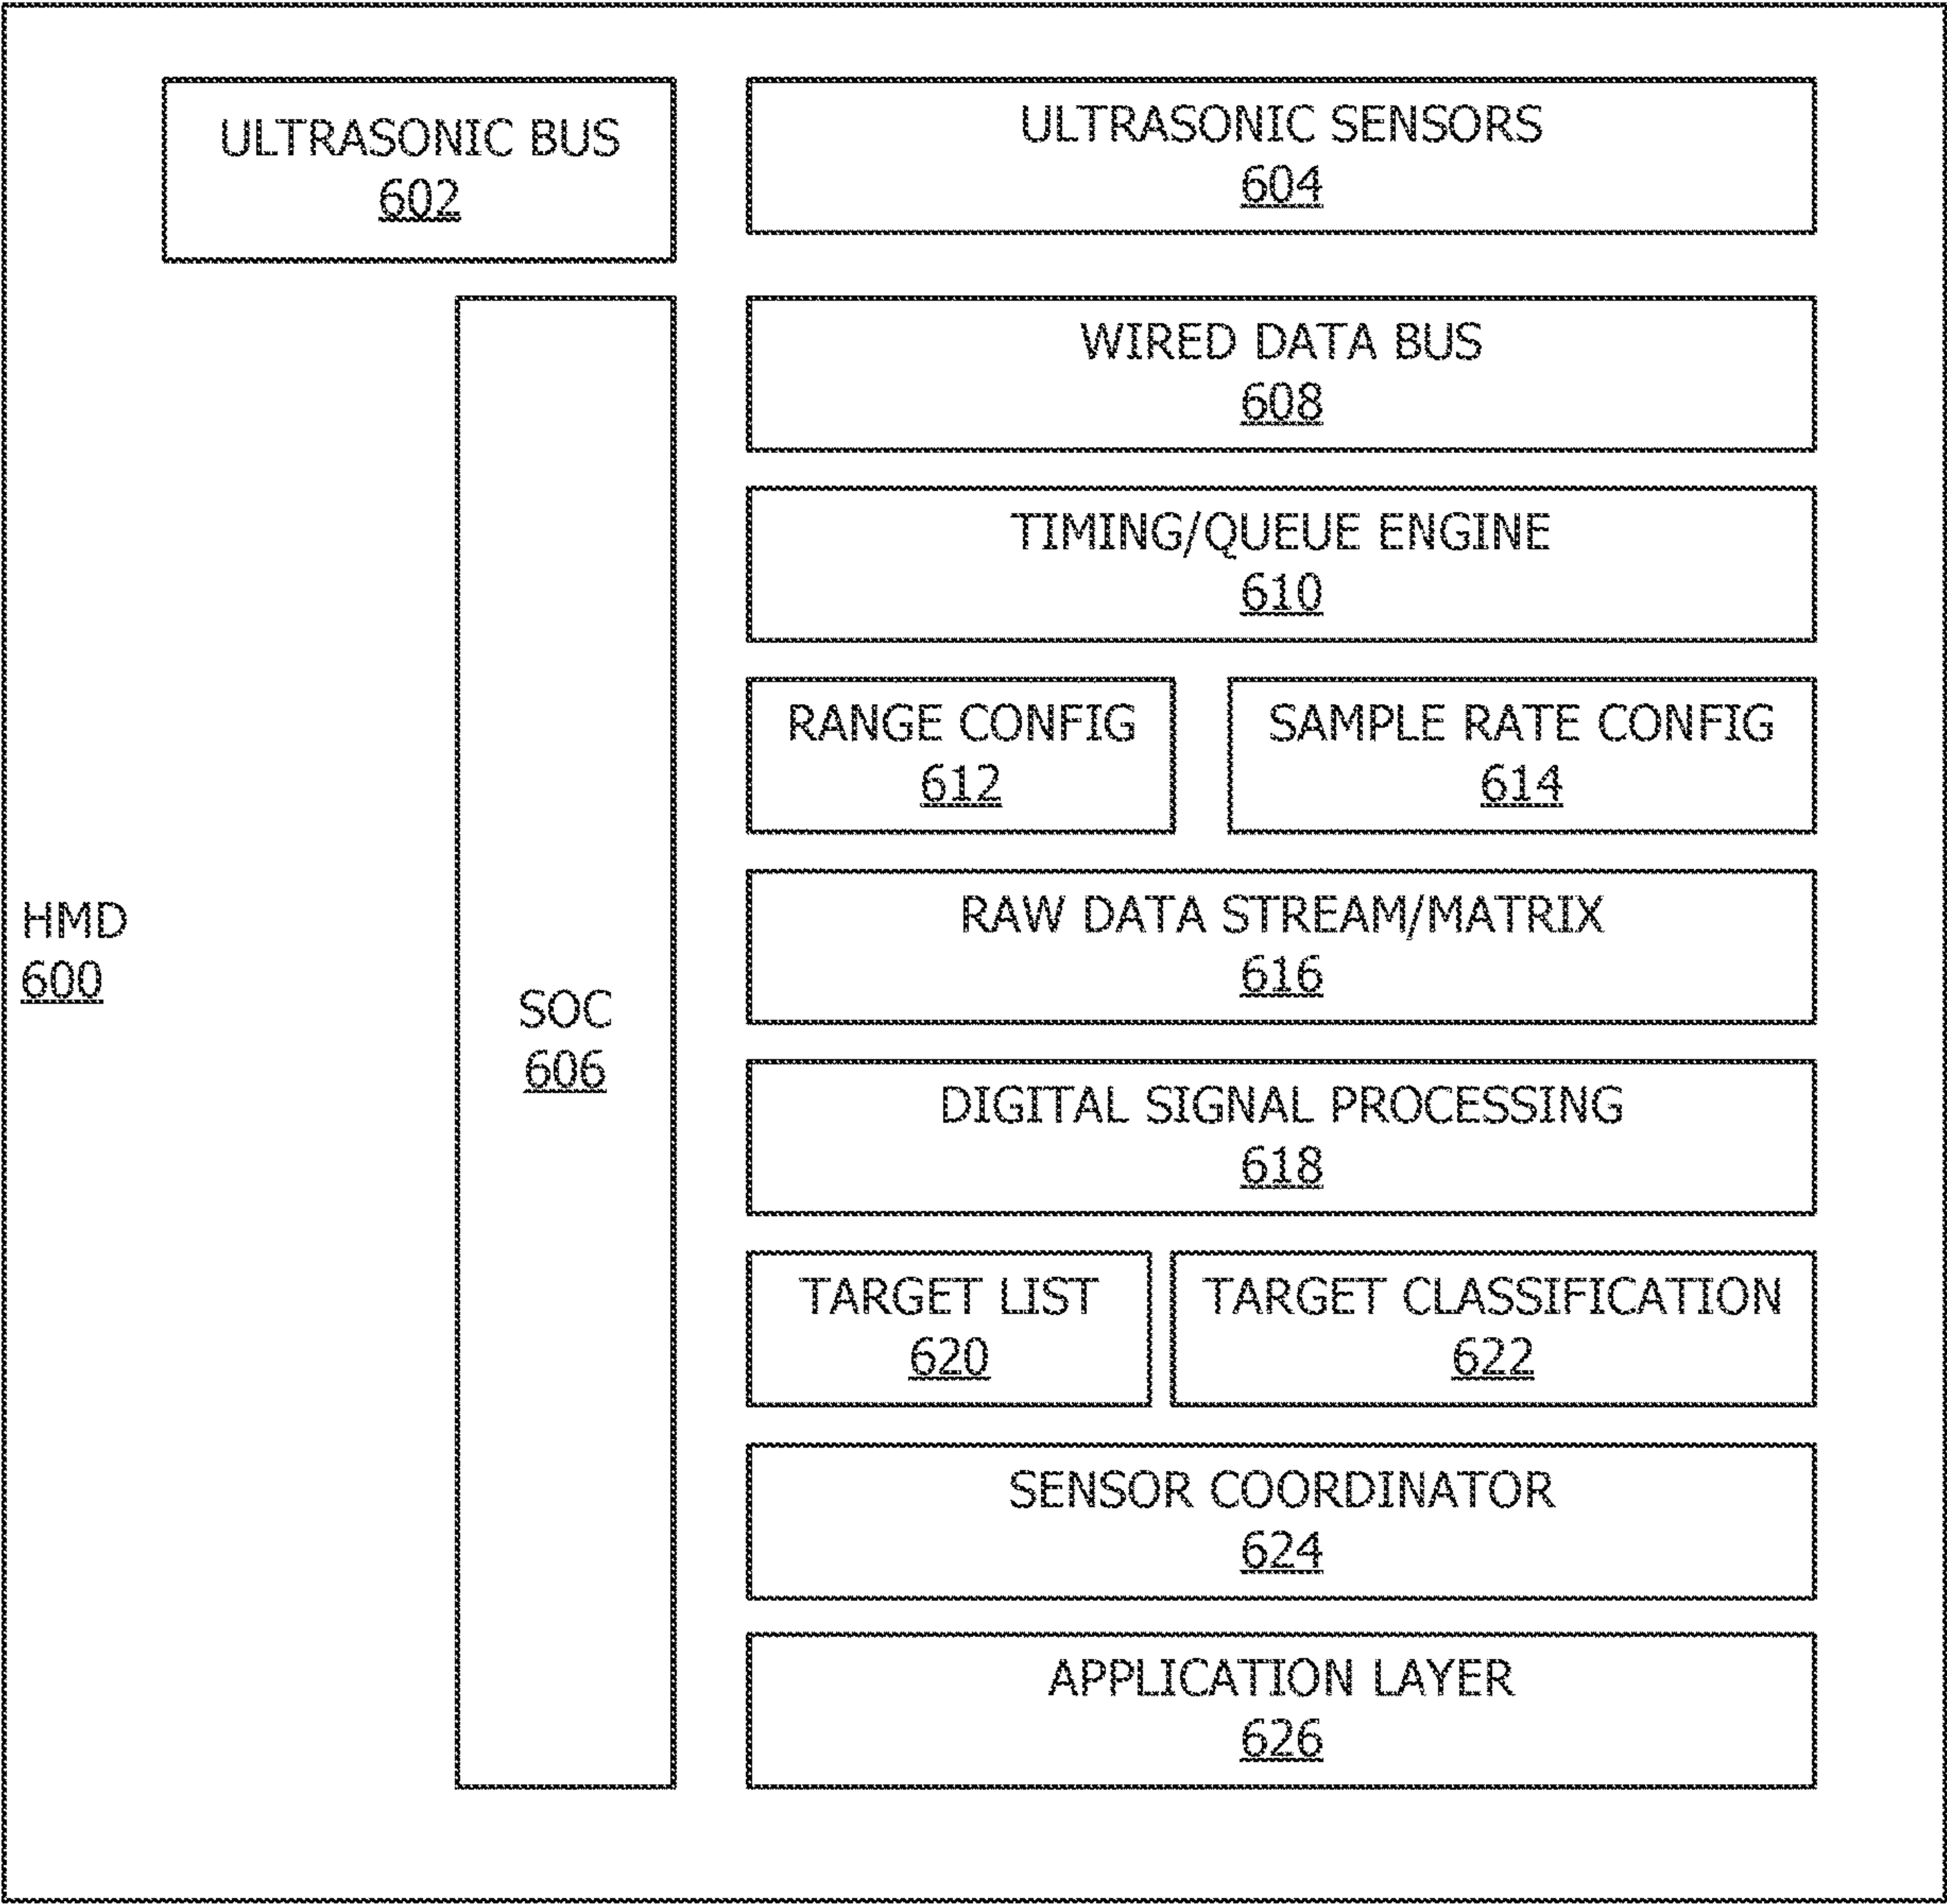 ULTRASONIC BUS
602
ULTRASONIC SENSORS
604
WIRED DATA BUS
608
TIMING/QUEUE ENGINE
610
RANGE CONFIG
612
SAMPLE RATE CONFIG
614
RAW DATA STREAM/MATRIX
616
HMD
600
SOC
606
DIGITAL SIGNAL PROCESSING
618
TARGET LIST
620
TARGET CLASSIFICATION
622
SENSOR COORDINATOR
624
APPLICATION LAYER
626